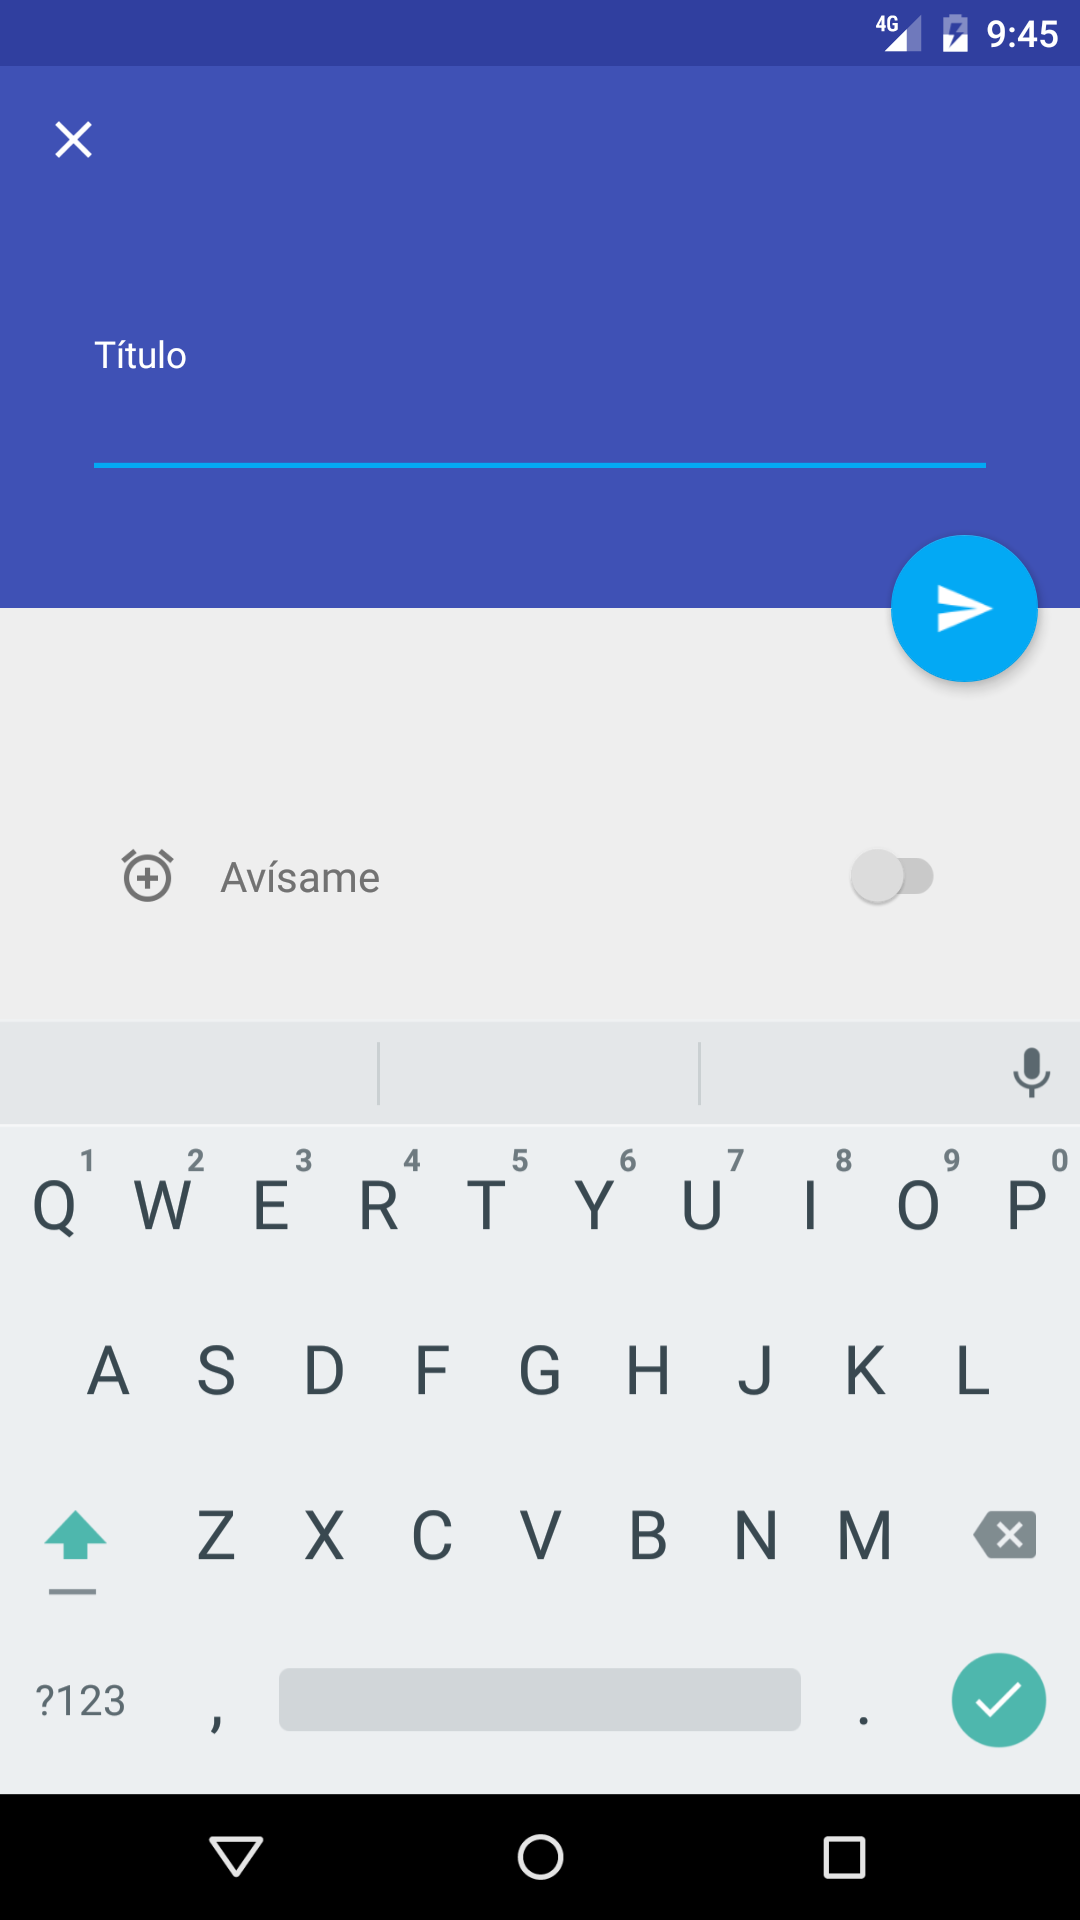 4G 9:45
Título
Avísame
1 2 3 4 5 6 7 8 9 0
Q W E R T Y U I O P
A S D F G H J K L
Z X C V B N M
?123 , .